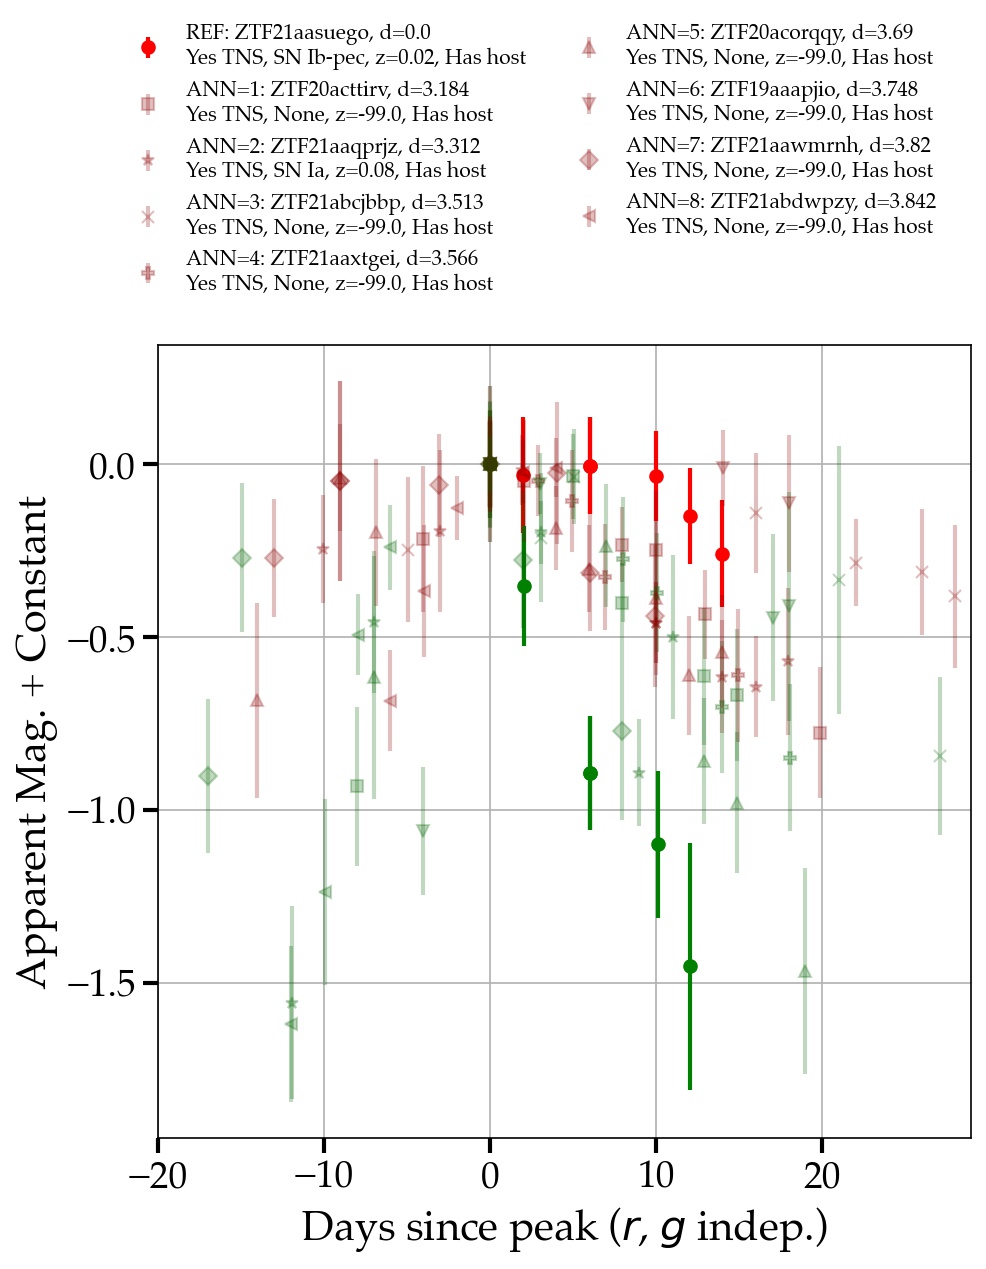 REF: ZTF21aasuego, d=0.0
Yes TNS, SN Ib-pec, z=0.02, Has host
ANN=1: ZTF20acttirv, d=3.184
Yes TNS, None, z=-99.0, Has host
ANN=2: ZTF21aaqprjz, d=3.312
Yes TNS, SN Ia, z=0.08, Has host
ANN=3: ZTF21abcjbbp, d=3.513
Yes TNS, None, z=-99.0, Has host
ANN=4: ZTF21aaxtgei, d=3.566
Yes TNS, None, z=-99.0, Has host
ANN=5: ZTF20acorqqy, d=3.69
Yes TNS, None, z=-99.0, Has host
ANN=6: ZTF19aaapjio, d=3.748
Yes TNS, None, z=-99.0, Has host
ANN=7: ZTF21aawmrnh, d=3.82
Yes TNS, None, z=-99.0, Has host
ANN=8: ZTF21abdwpzy, d=3.842
Yes TNS, None, z=-99.0, Has host
Apparent Mag. + Constant
0.0
−0.5
−1.0
−1.5
−20 −10 0 10 20
Days since peak (r, g indep.)